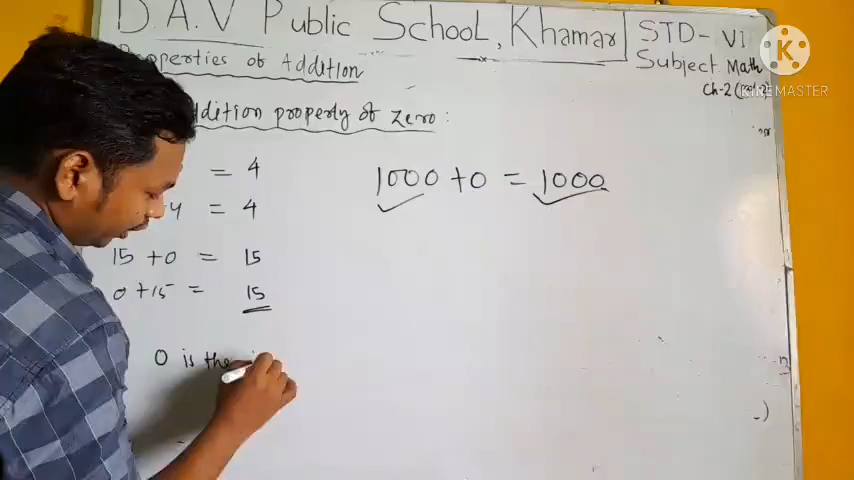 D.A.V Public School, Khamar
STD- VI
Subject Math
Ch-2
KINEMASTER
Properties of Addition
Addition property of zero:
= 4
4 = 4
15 + 0 = 15
0 + 15 = 15
1000 + 0 = 1000
0 is the